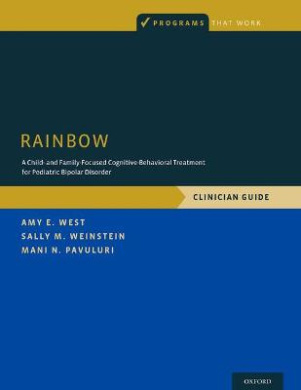 PROGRAMS THAT WORK
RAINBOW
A Child-and Family-Focused Cognitive-Behavioral Treatment
for Pediatric Bipolar Disorder
CLINICIAN GUIDE
AMY E. WEST
SALLY M. WEINSTEIN
MANI N. PAVULURI
OXFORD